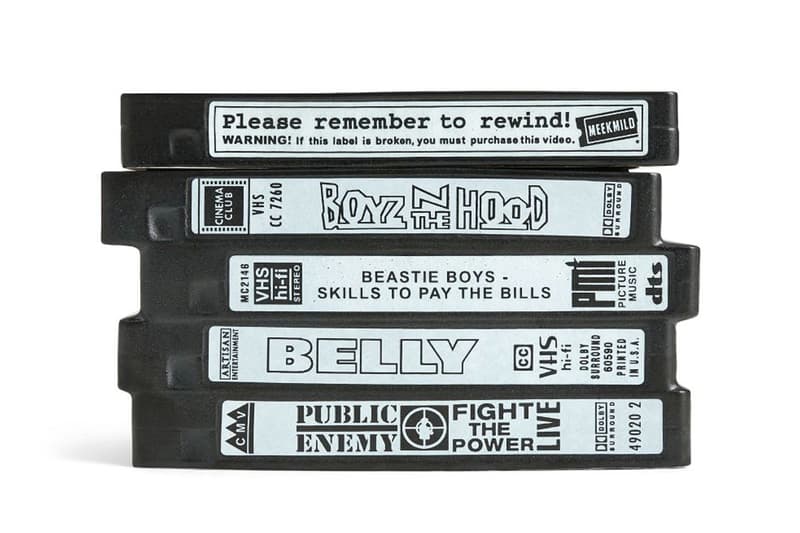 Please remember to rewind!
WARNING! If this label is broken, you must purchase this video.
MEEKMILD
CINEMA
CLUB
VHS
CC 7260
BOYZ N THE HOOD
DOLBY
SURROUND
MC2146
VHS
hi-fi
STEREO
BEASTIE BOYS -
SKILLS TO PAY THE BILLS
pmi
PICTURE
MUSIC
dts
ARTISAN
ENTERTAINMENT
BELLY
CC
VHS
hi-fi
DOLBY
SURROUND
60590
PRINTED
IN U.S.A.
CMV
PUBLIC
ENEMY
FIGHT
THE
POWER
LIVE
DOLBY
SURROUND
49020 2